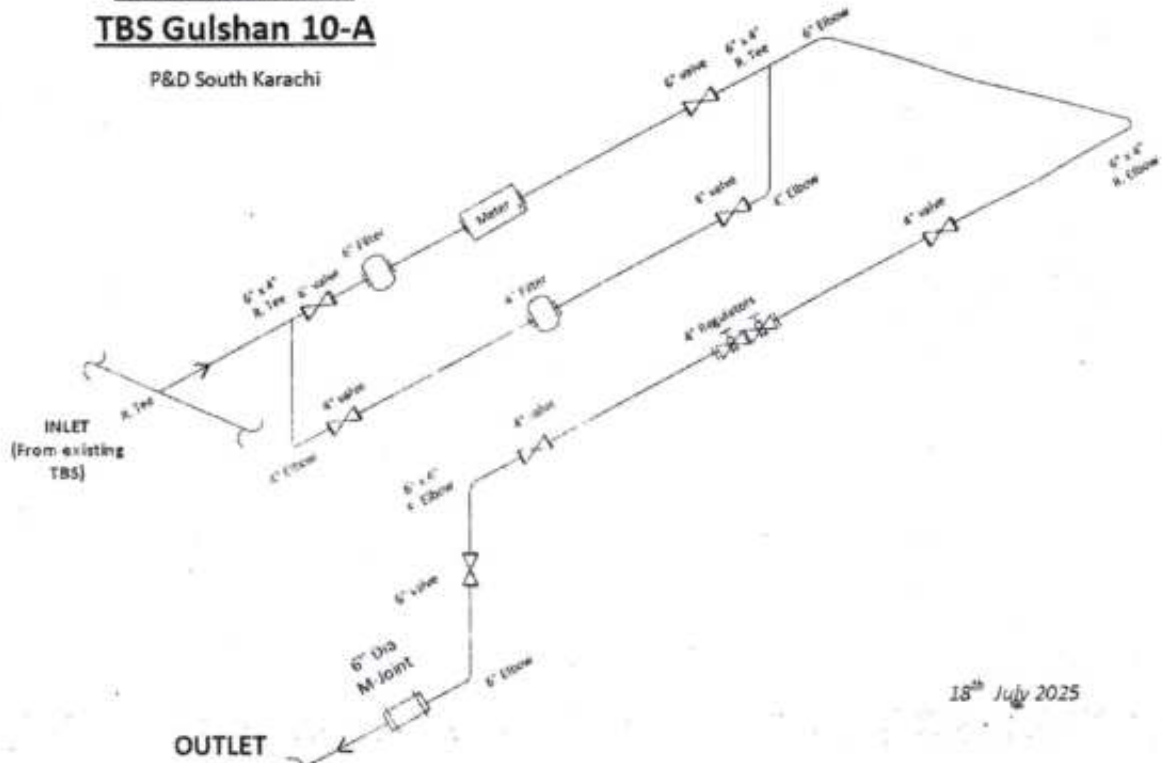 TBS Gulshan 10-A
P&D South Karachi
6" valve
6" x 4"
R. Tee
6" Elbow
6" x 4"
R. Elbow
4" valve
Meter
6" Filter
6" x 4"
R. Tee
6" valve
4" valve
4" Elbow
4" Filter
4" Regulators
R. Tee
INLET
(From existing
TBS)
4" valve
4" Elbow
4" valve
6" x 4"
Elbow
6" valve
6" Elbow
6" Dia
M-Joint
OUTLET
18th July 2025